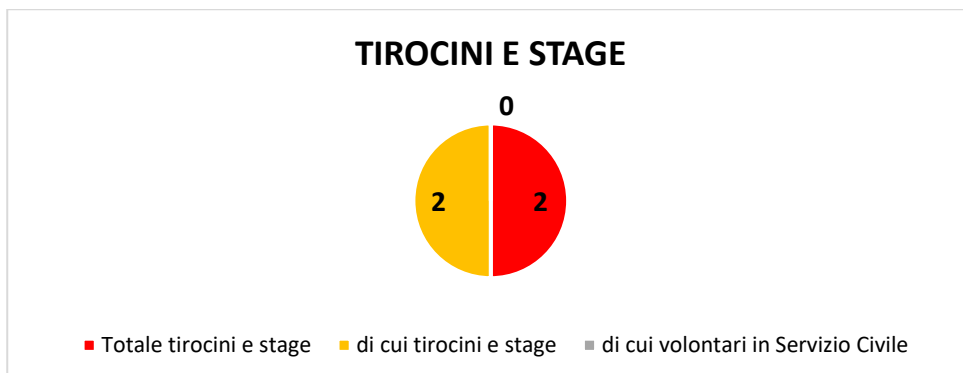 TIROCINI E STAGE
0
2 2
Totale tirocini e stage di cui tirocini e stage di cui volontari in Servizio Civile